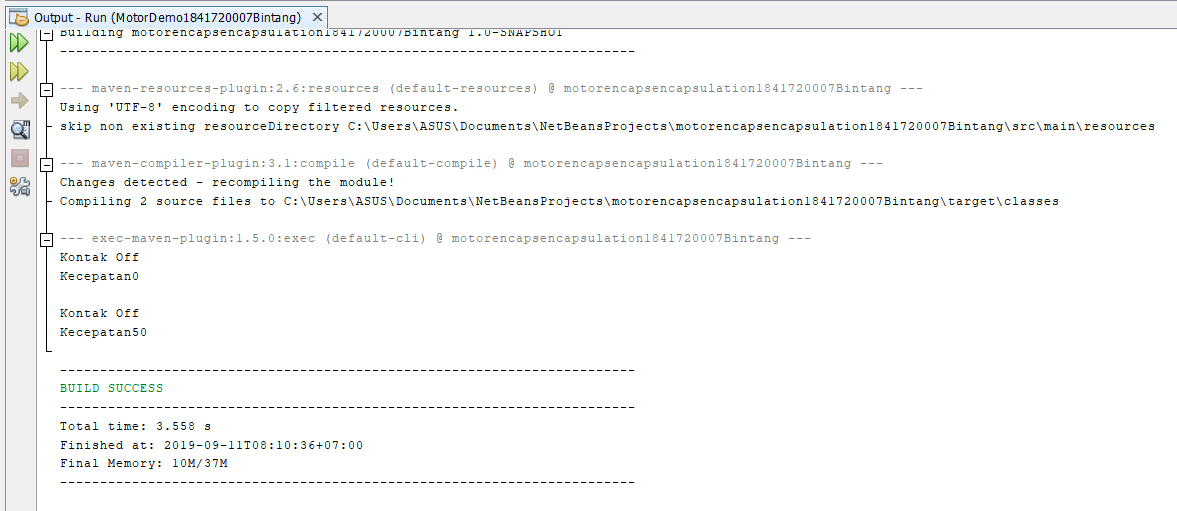 Output - Run (MotorDemo1841720007Bintang)
Building motorencapsencapsulation1841720007Bintang 1.0-SNAPSHOT
------------------------------------------------------------------------
--- maven-resources-plugin:2.6:resources (default-resources) @ motorencapsencapsulation1841720007Bintang ---
Using 'UTF-8' encoding to copy filtered resources.
skip non existing resourceDirectory C:\Users\ASUS\Documents\NetBeansProjects\motorencapsencapsulation1841720007Bintang\src\main\resources
--- maven-compiler-plugin:3.1:compile (default-compile) @ motorencapsencapsulation1841720007Bintang ---
Changes detected - recompiling the module!
Compiling 2 source files to C:\Users\ASUS\Documents\NetBeansProjects\motorencapsencapsulation1841720007Bintang\target\classes
--- exec-maven-plugin:1.5.0:exec (default-cli) @ motorencapsencapsulation1841720007Bintang ---
Kontak Off
Kecepatan0
Kontak Off
Kecepatan50
------------------------------------------------------------------------
BUILD SUCCESS
------------------------------------------------------------------------
Total time: 3.558 s
Finished at: 2019-09-11T08:10:36+07:00
Final Memory: 10M/37M
------------------------------------------------------------------------